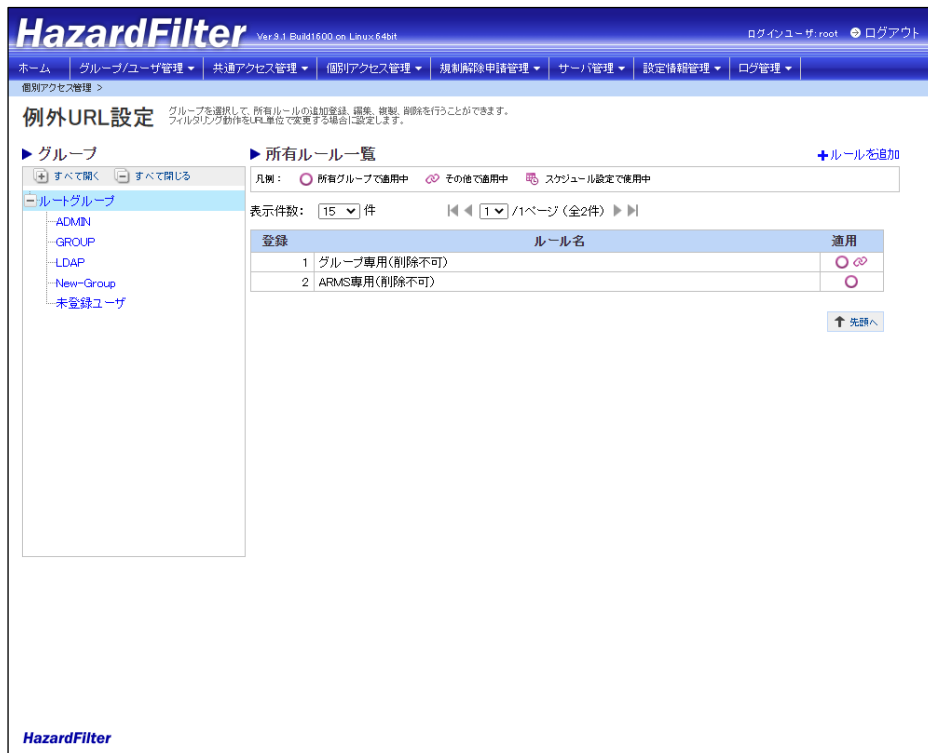 HazardFilter Ver.9.1 Build1600 on Linux 64bit ログインユーザ:root ログアウト
ホーム グループ/ユーザ管理▼ 共通アクセス管理▼ 個別アクセス管理▼ 規制解除申請管理▼ サーバ管理▼ 設定情報管理▼ ログ管理▼
個別アクセス管理 >
例外URL設定
グループを選択して、所有ルールの追加登録、編集、複製、削除を行うことができます。
フィルタリング動作をURL単位で変更する場合に設定します。
▶グループ
すべて開く すべて閉じる
ルートグループ
ADMIN
GROUP
LDAP
New-Group
未登録ユーザ
▶所有ルール一覧 +ルールを追加
凡例: 所有グループで適用中 その他で適用中 スケジュール設定で使用中
表示件数: 15 件 1 /1ページ (全2件)
登録 ルール名 適用
1 グループ専用(削除不可)
2 ARMS専用(削除不可)
先頭へ
HazardFilter